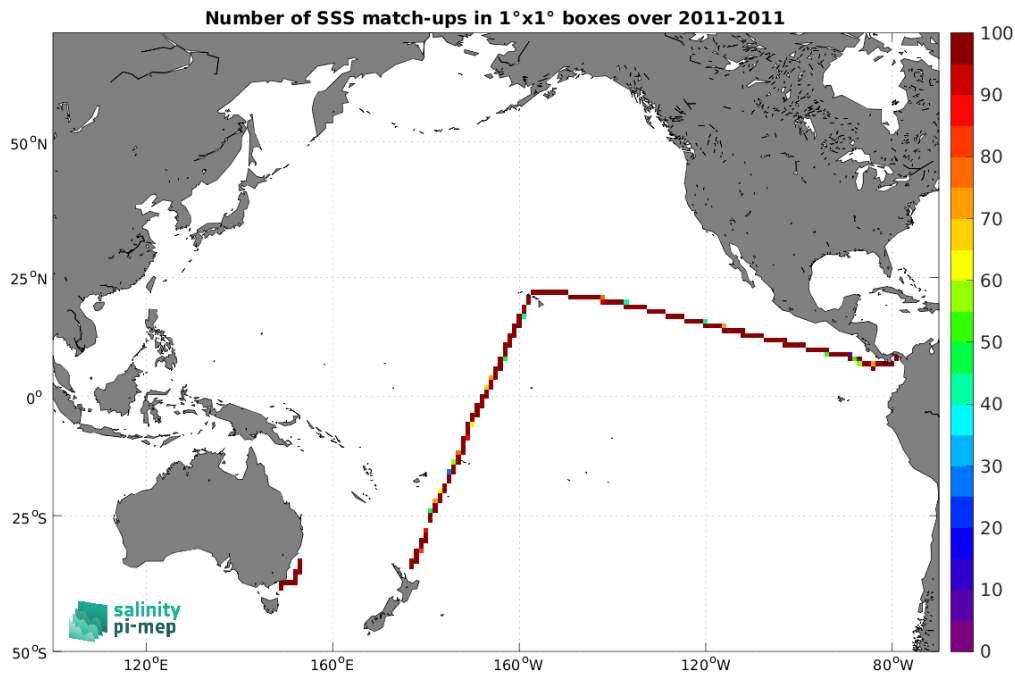 Number of SSS match-ups in 1°x1° boxes over 2011-2011
100
90
80
70
60
50
40
30
20
10
0
50°N
25°N
0°
25°S
50°S
120°E
160°E
160°W
120°W
80°W
salinity
pi-mep